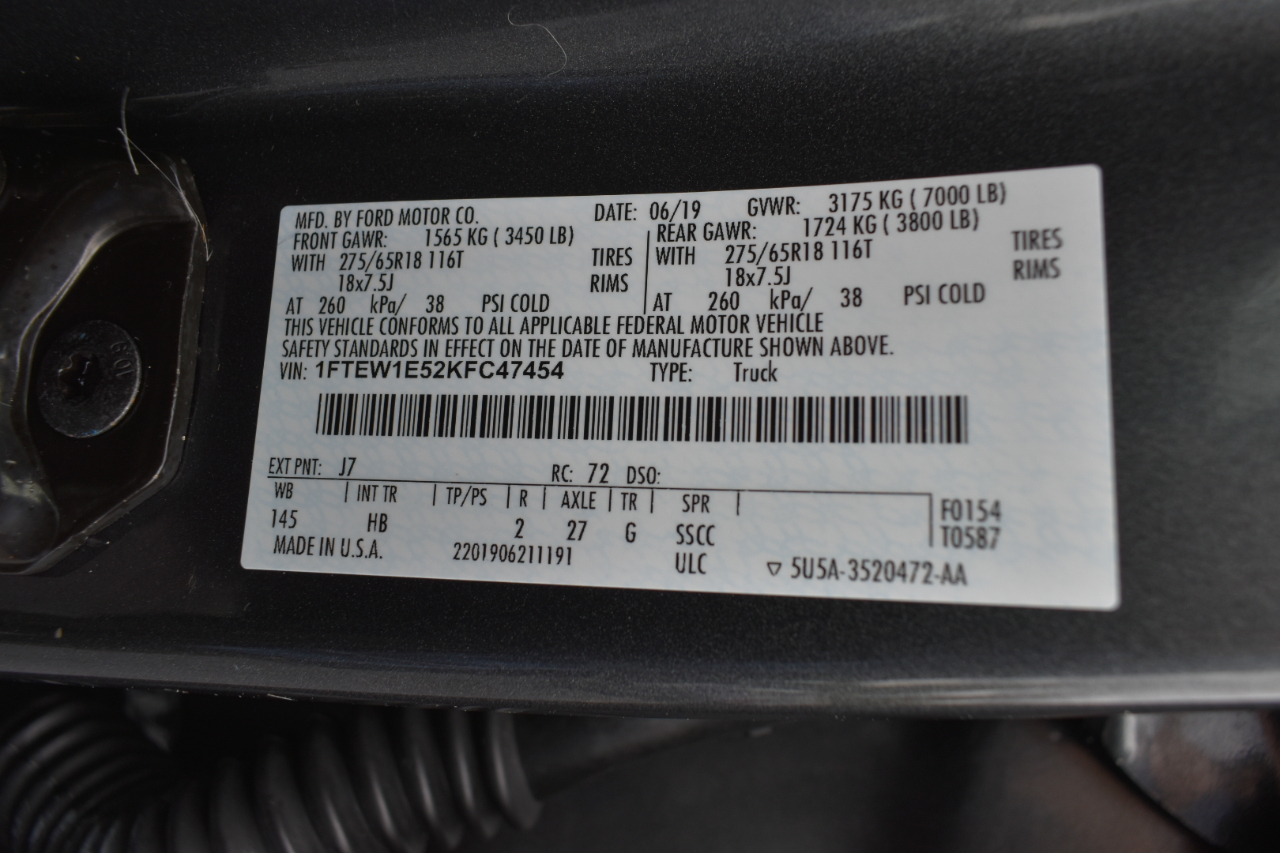 MFD. BY FORD MOTOR CO. DATE: 06/19 GVWR: 3175 KG ( 7000 LB)
FRONT GAWR: 1565 KG ( 3450 LB) REAR GAWR: 1724 KG ( 3800 LB)
WITH 275/65R18 116T TIRES WITH 275/65R18 116T TIRES
18x7.5J RIMS 18x7.5J RIMS
AT 260 kPa/ 38 PSI COLD AT 260 kPa/ 38 PSI COLD
THIS VEHICLE CONFORMS TO ALL APPLICABLE FEDERAL MOTOR VEHICLE
SAFETY STANDARDS IN EFFECT ON THE DATE OF MANUFACTURE SHOWN ABOVE.
VIN: 1FTEW1E52KFC47454 TYPE: Truck
EXT PNT: J7 RC: 72 DSO:
WB | INT TR | TP/PS | R | AXLE | TR | SPR | F0154
145 HB 2 27 G SSCC T0587
MADE IN U.S.A. 2201906211191 ULC ▽ 5U5A-3520472-AA